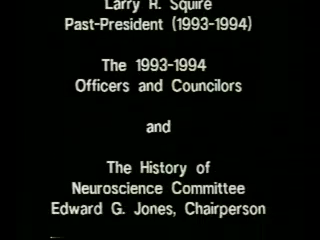 Larry R. Squire
Past-President (1993-1994)
The 1993-1994
Officers and Councilors
and
The History of
Neuroscience Committee
Edward G. Jones, Chairperson